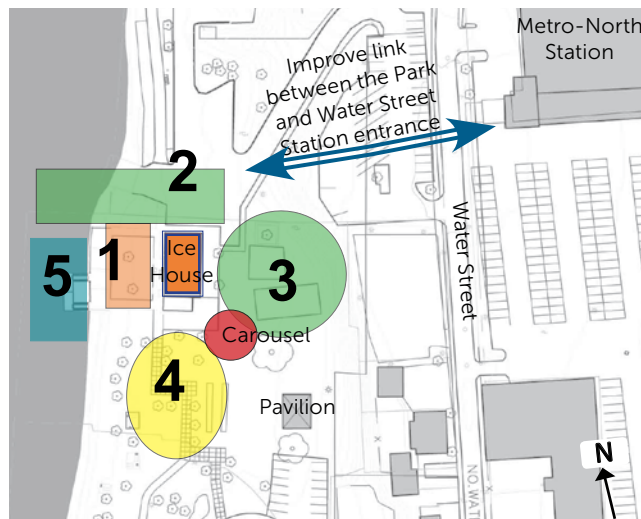 Metro-North
Station
Improve link
between the Park
and Water Street
Station entrance
2
Water Street
1
Ice
House
5
3
Carousel
4
Pavilion
N
NO.WATER